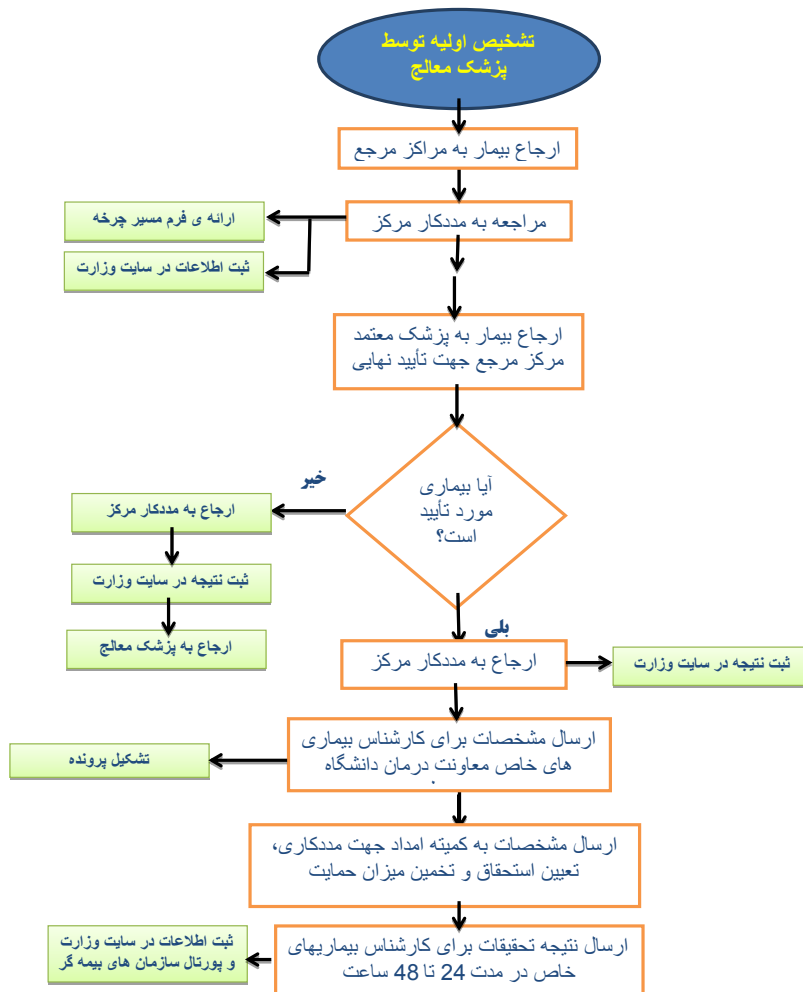 تشخیص اولیه توسط
پزشک معالج
ارجاع بیمار به مراکز مرجع
مراجعه به مددکار مرکز
ارائه ی فرم مسیر چرخه
ثبت اطلاعات در سایت وزارت
ارجاع بیمار به پزشک معتمد
مرکز مرجع جهت تأیید نهایی
آیا بیماری
مورد تأیید
است؟
خیر
ارجاع به مددکار مرکز
ثبت نتیجه در سایت وزارت
ارجاع به پزشک معالج
بلی
ارجاع به مددکار مرکز
ثبت نتیجه در سایت وزارت
ارسال مشخصات برای کارشناس بیماری
های خاص معاونت درمان دانشگاه
تشکیل پرونده
ارسال مشخصات به کمیته امداد جهت مددکاری،
تعیین استحقاق و تخمین میزان حمایت
ارسال نتیجه تحقیقات برای کارشناس بیماریهای
خاص در مدت 24 تا 48 ساعت
ثبت اطلاعات در سایت وزارت
و پورتال سازمان های بیمه گر